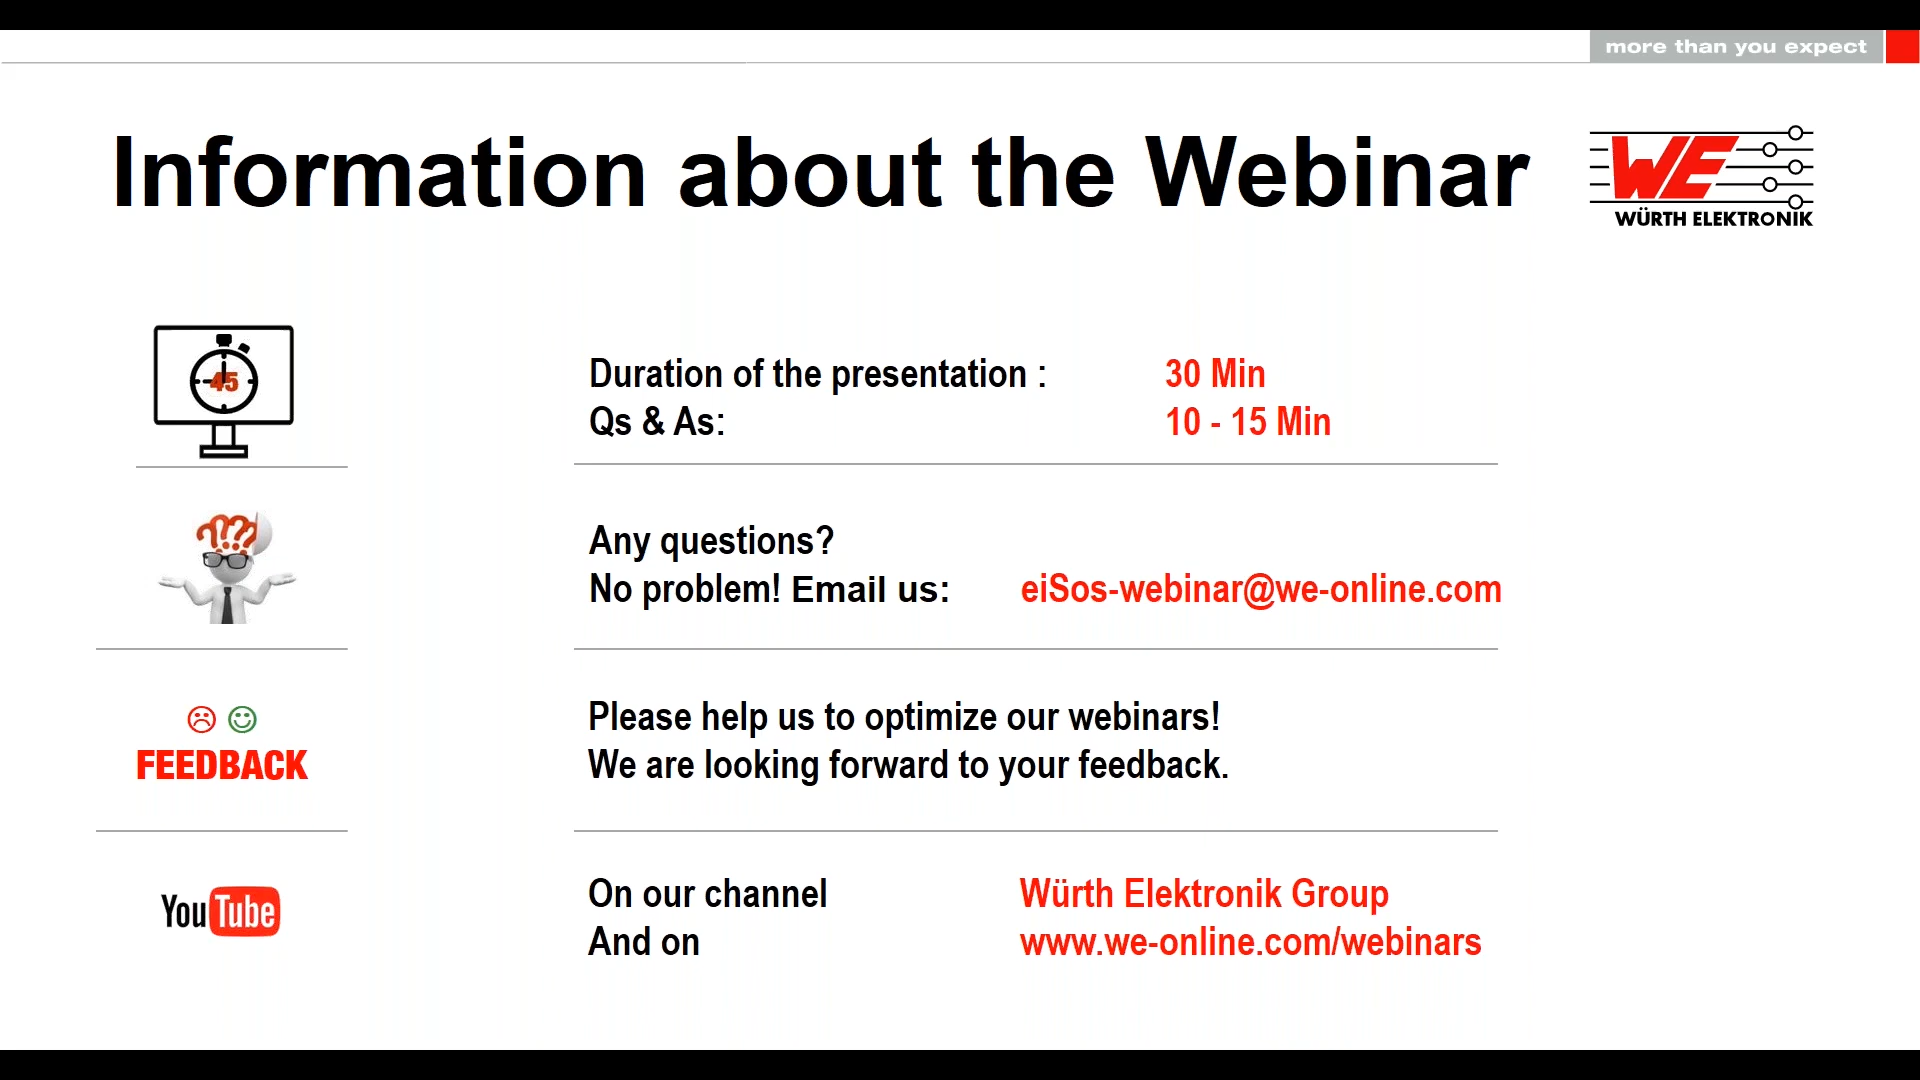 more than you expect
Information about the Webinar
WE
WÜRTH ELEKTRONIK
45
Duration of the presentation : 30 Min
Qs & As: 10 - 15 Min
???
Any questions?
No problem! Email us: eiSos-webinar@we-online.com
FEEDBACK
Please help us to optimize our webinars!
We are looking forward to your feedback.
YouTube
On our channel Würth Elektronik Group
And on www.we-online.com/webinars